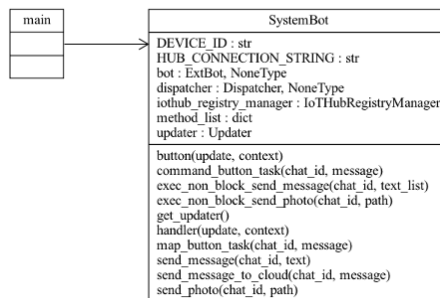 main
SystemBot
DEVICE_ID : str
HUB_CONNECTION_STRING : str
bot : ExtBot, NoneType
dispatcher : Dispatcher, NoneType
iothub_registry_manager : IoTHubRegistryManager
method_list : dict
updater : Updater
button(update, context)
command_button_task(chat_id, message)
exec_non_block_send_message(chat_id, text_list)
exec_non_block_send_photo(chat_id, path)
get_updater()
handler(update, context)
map_button_task(chat_id, message)
send_message(chat_id, text)
send_message_to_cloud(chat_id, message)
send_photo(chat_id, path)